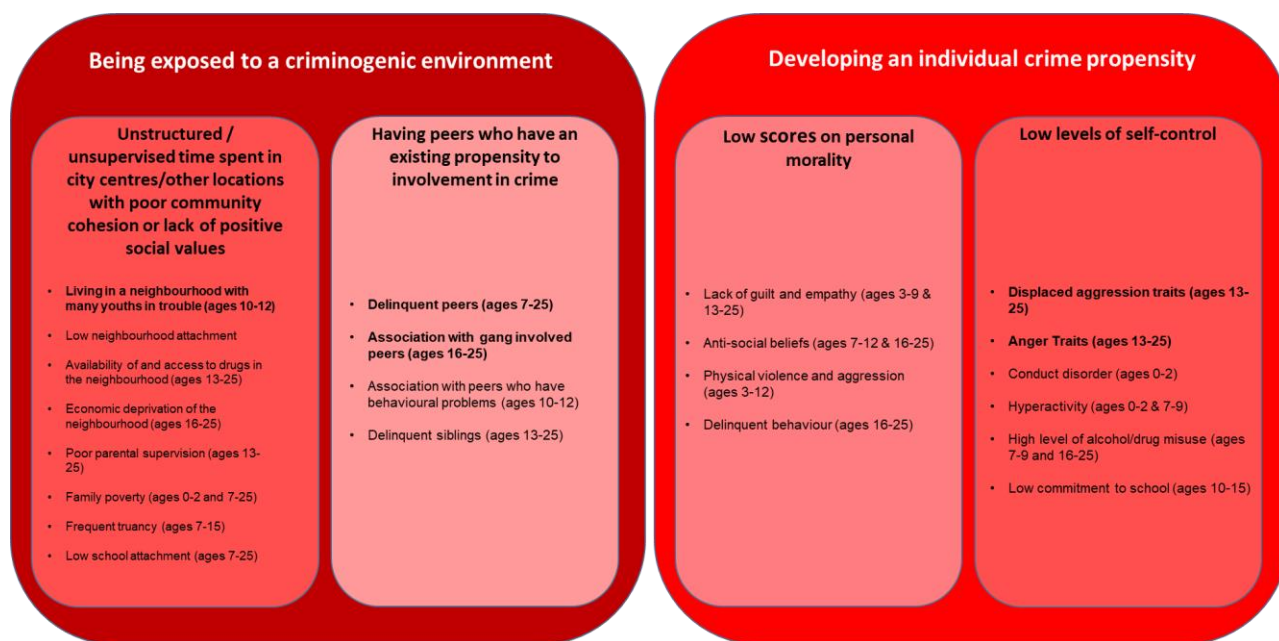 Being exposed to a criminogenic environment
Unstructured /
unsupervised time spent in
city centres/other locations
with poor community
cohesion or lack of positive
social values
• Living in a neighbourhood with
many youths in trouble (ages 10-12)
• Low neighbourhood attachment
• Availability of and access to drugs in
the neighbourhood (ages 13-25)
• Economic deprivation of the
neighbourhood (ages 16-25)
• Poor parental supervision (ages 13-
25)
• Family poverty (ages 0-2 and 7-25)
• Frequent truancy (ages 7-15)
• Low school attachment (ages 7-25)
Having peers who have an
existing propensity to
involvement in crime
• Delinquent peers (ages 7-25)
• Association with gang involved
peers (ages 16-25)
• Association with peers who have
behavioural problems (ages 10-12)
• Delinquent siblings (ages 13-25)
Developing an individual crime propensity
Low scores on personal
morality
• Lack of guilt and empathy (ages 3-9 &
13-25)
• Anti-social beliefs (ages 7-12 & 16-25)
• Physical violence and aggression
(ages 3-12)
• Delinquent behaviour (ages 16-25)
Low levels of self-control
• Displaced aggression traits (ages 13-
25)
• Anger Traits (ages 13-25)
• Conduct disorder (ages 0-2)
• Hyperactivity (ages 0-2 & 7-9)
• High level of alcohol/drug misuse (ages
7-9 and 16-25)
• Low commitment to school (ages 10-15)